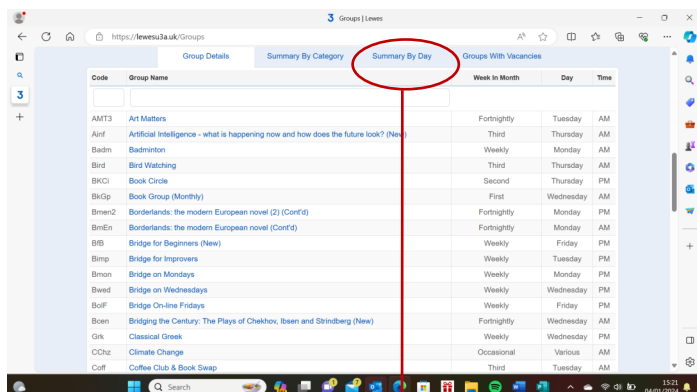 3 Groups | Lewes
https://lewesu3a.uk/Groups
Group Details Summary By Category Summary By Day Groups With Vacancies
Code Group Name Week In Month Day Time
AMT3 Art Matters Fortnightly Tuesday AM
Ainf Artificial Intelligence - what is happening now and how does the future look? (New) Third Thursday AM
Badm Badminton Weekly Monday AM
Bird Bird Watching Third Thursday AM
BKCi Book Circle Second Thursday PM
BkGp Book Group (Monthly) First Wednesday AM
Bmen2 Borderlands: the modern European novel (2) (Cont'd) Fortnightly Monday PM
BmEn Borderlands: the modern European novel (Cont'd) Fortnightly Monday AM
BfB Bridge for Beginners (New) Weekly Friday PM
Bimp Bridge for Improvers Weekly Tuesday PM
Bmon Bridge on Mondays Weekly Monday PM
Bwed Bridge on Wednesdays Weekly Wednesday PM
BolF Bridge On-line Fridays Weekly Friday PM
Bcen Bridging the Century: The Plays of Chekhov, Ibsen and Strindberg (New) Fortnightly Wednesday AM
Grk Classical Greek Weekly Wednesday PM
CChz Climate Change Occasional Various AM
Coff Coffee Club & Book Swap Third Tuesday AM
Search
15:21
04/01/2024